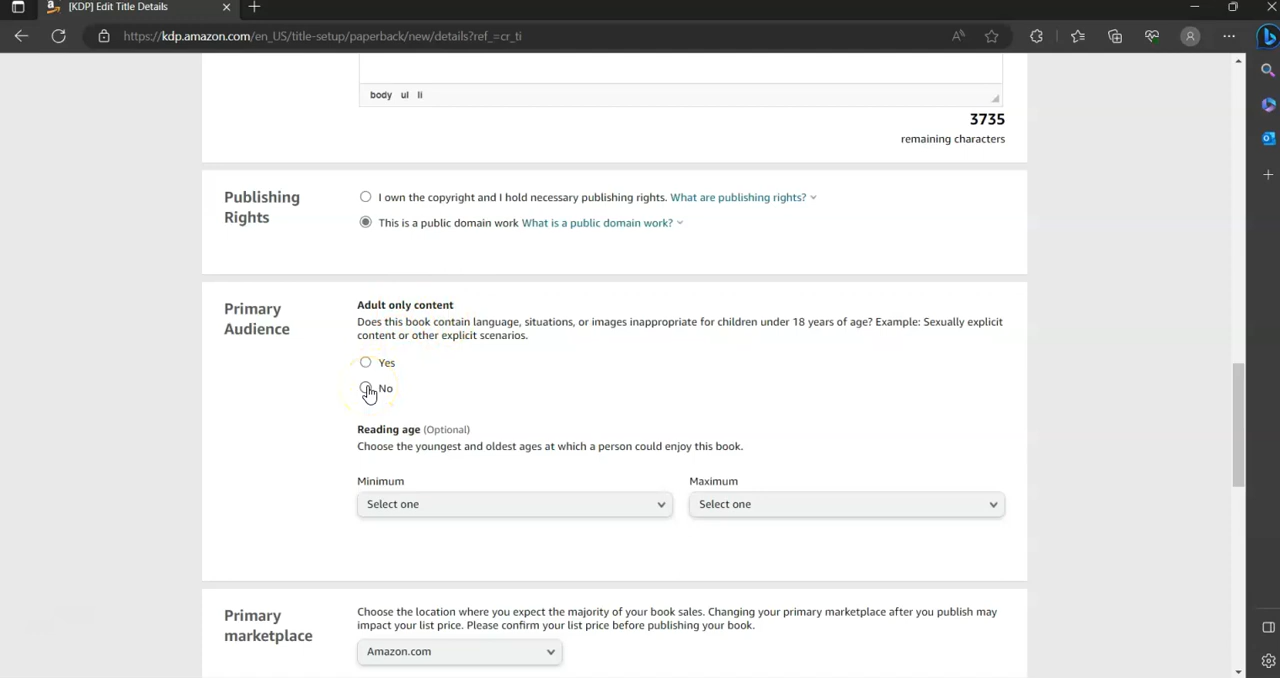 [KDP] Edit Title Details
https://kdp.amazon.com/en_US/title-setup/paperback/new/details?ref_=cr_ti
body ul li
3735
remaining characters
Publishing Rights
I own the copyright and I hold necessary publishing rights. What are publishing rights?
This is a public domain work What is a public domain work?
Primary Audience
Adult only content
Does this book contain language, situations, or images inappropriate for children under 18 years of age? Example: Sexually explicit
content or other explicit scenarios.
Yes
No
Reading age (Optional)
Choose the youngest and oldest ages at which a person could enjoy this book.
Minimum Maximum
Select one Select one
Primary marketplace
Choose the location where you expect the majority of your book sales. Changing your primary marketplace after you publish may
impact your list price. Please confirm your list price before publishing your book.
Amazon.com